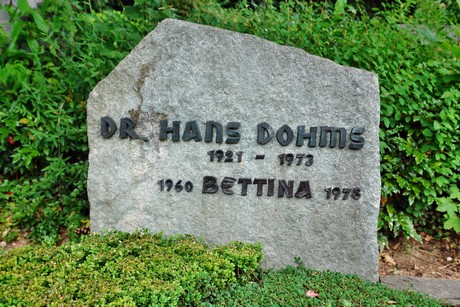 DR. HANS DOHMS
1921 - 1973
1960 BETTINA 1978